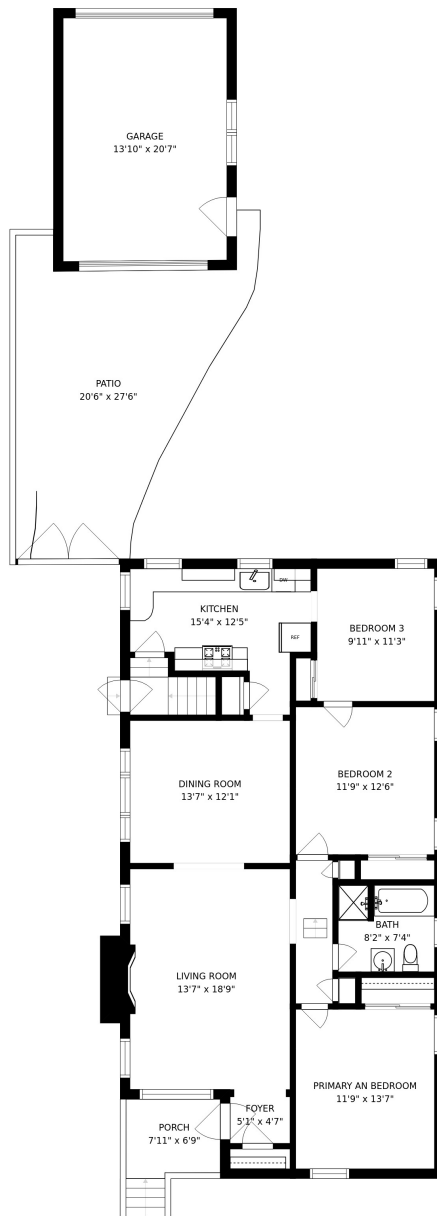 GARAGE
13'10" x 20'7"
PATIO
20'6" x 27'6"
DW
KITCHEN
15'4" x 12'5"
REF
BEDROOM 3
9'11" x 11'3"
DINING ROOM
13'7" x 12'1"
BEDROOM 2
11'9" x 12'6"
BATH
8'2" x 7'4"
LIVING ROOM
13'7" x 18'9"
PRIMARY AN BEDROOM
11'9" x 13'7"
FOYER
5'1" x 4'7"
PORCH
7'11" x 6'9"